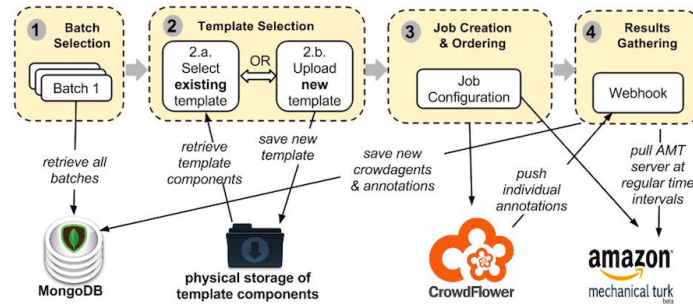 1 Batch
Selection
Batch 1
2 Template Selection
2.a.
Select
existing
template
OR
2.b.
Upload
new
template
3 Job Creation
& Ordering
Job
Configuration
4 Results
Gathering
Webhook
retrieve all
batches
retrieve
template
components
save new
template
save new
crowdagents
& annotations
push
individual
annotations
pull AMT
server at
regular time
intervals
MongoDB
physical storage of
template components
CrowdFlower
amazon
mechanical turk
beta